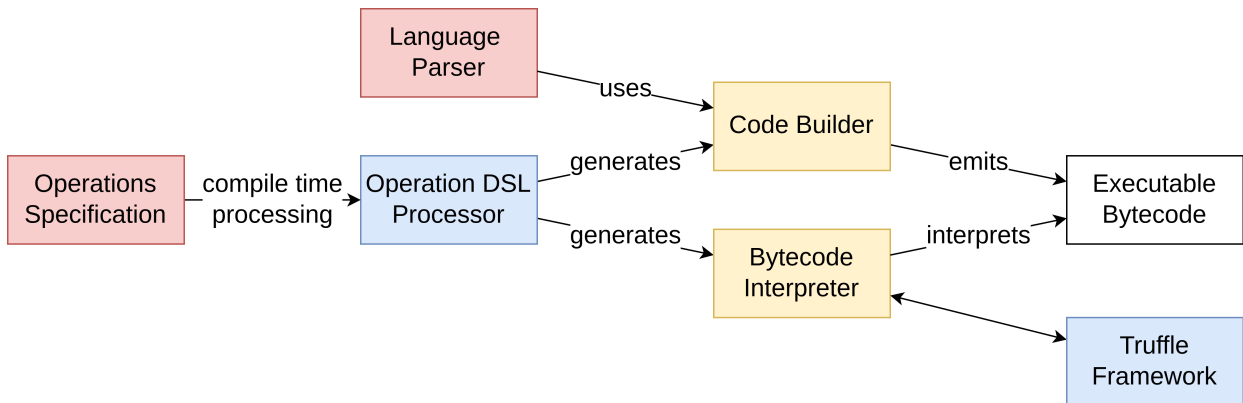 Language
Parser
uses
Code Builder
Operations
Specification
compile time
processing
Operation DSL
Processor
generates
generates
emits
Executable
Bytecode
Bytecode
Interpreter
interprets
Truffle
Framework